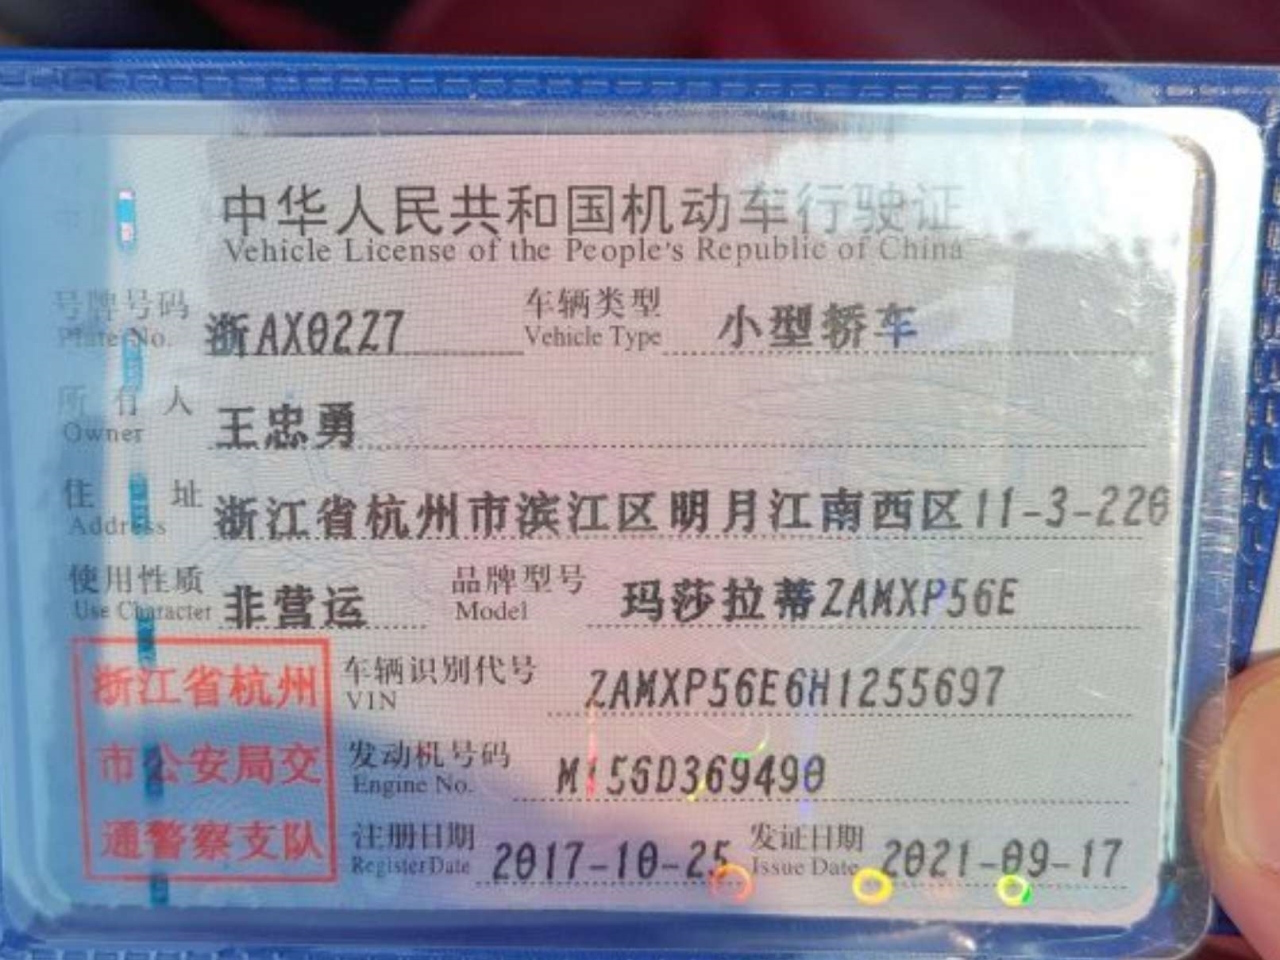 中华人民共和国机动车行驶证
Vehicle License of the People's Republic of China
号牌号码 浙AX02Z7 车辆类型 小型轿车
Plate No. Vehicle Type
所有人 王忠勇
Owner
住址 浙江省杭州市滨江区明月江南西区11-3-220
Address
使用性质 非营运 品牌型号 玛莎拉蒂ZAMXP56E
Use Character Model
浙江省杭州 车辆识别代号 ZAMXP56E6H1255697
VIN
市公安局交 发动机号码 M156D369490
Engine No.
通警察支队 注册日期 2017-10-25 发证日期 2021-09-17
Register Date Issue Date